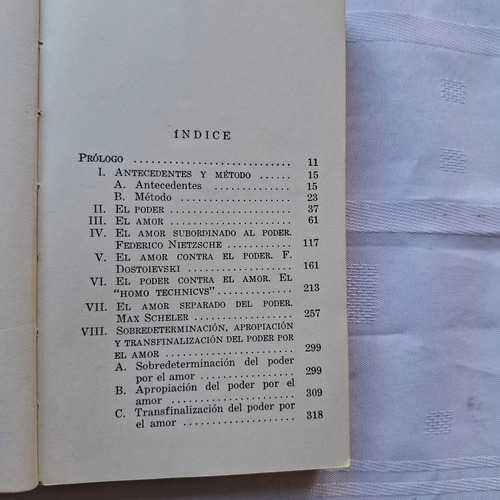 ÍNDICE
PRÓLOGO .......................... 11
I. ANTECEDENTES Y MÉTODO ...... 15
A. Antecedentes .............. 15
B. Método .................... 23
II. EL PODER .................... 37
III. EL AMOR .................... 61
IV. EL AMOR SUBORDINADO AL PODER.
FEDERICO NIETZSCHE ........... 117
V. EL AMOR CONTRA EL PODER. F.
DOSTOIEVSKI .................. 161
VI. EL PODER CONTRA EL AMOR. EL
"HOMO TECHNICVS" ............. 213
VII. EL AMOR SEPARADO DEL PODER.
MAX SCHELER .................. 257
VIII. SOBREDETERMINACIÓN, APROPIACIÓN
Y TRANSFINALIZACIÓN DEL PODER POR
EL AMOR ...................... 299
A. Sobredeterminación del poder
por el amor .................. 299
B. Apropiación del poder por el
amor ......................... 309
C. Transfinalización del poder por
el amor ...................... 318